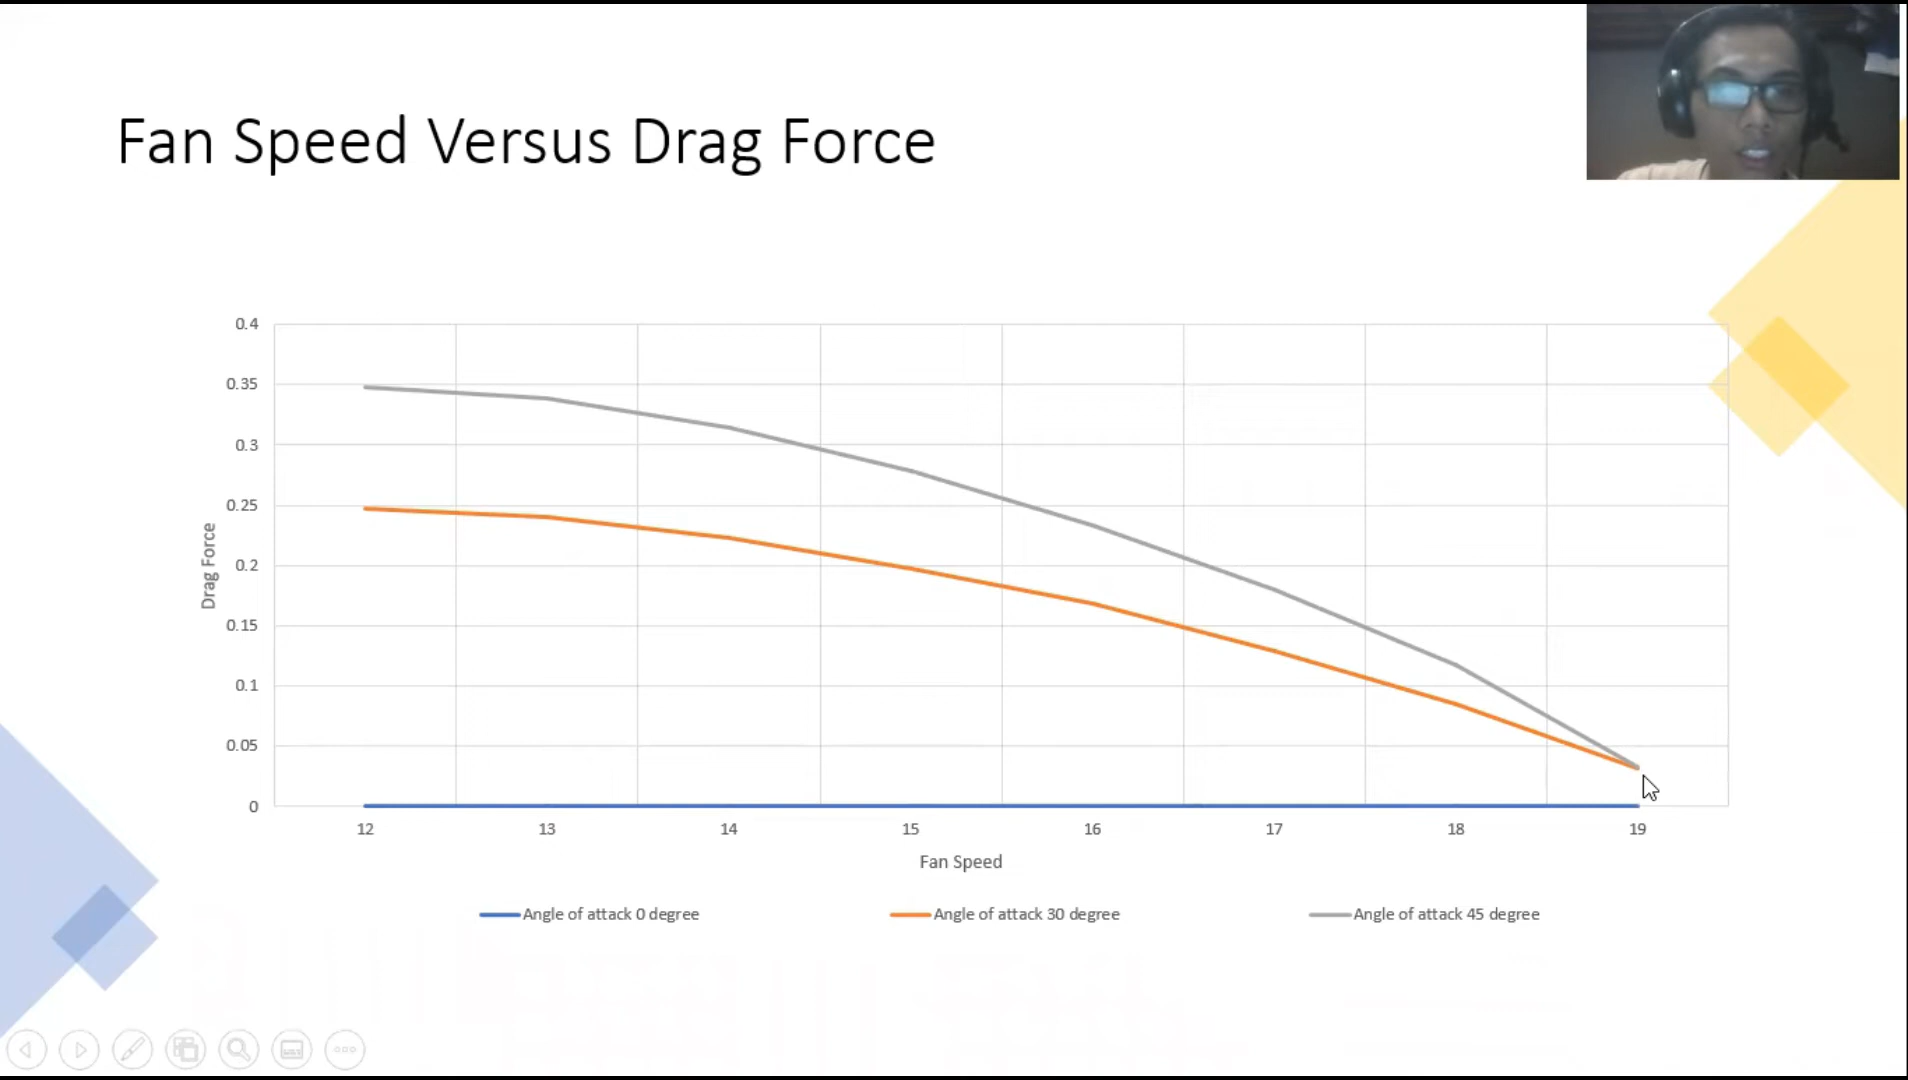 Fan Speed Versus Drag Force
0.4
0.35
0.3
0.25
0.2
0.15
0.1
0.05
0
Drag Force
12 13 14 15 16 17 18 19
Fan Speed
Angle of attack 0 degree Angle of attack 30 degree Angle of attack 45 degree